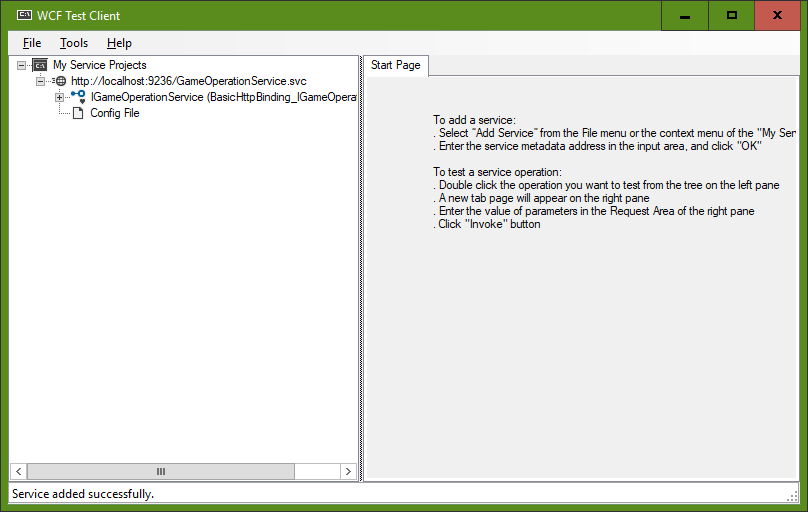 WCF Test Client
File Tools Help
My Service Projects
http://localhost:9236/GameOperationService.svc
IGameOperationService (BasicHttpBinding_IGameOpera
Config File
Start Page
To add a service:
. Select “Add Service” from the File menu or the context menu of the "My Ser
. Enter the service metadata address in the input area, and click "OK"
To test a service operation:
. Double click the operation you want to test from the tree on the left pane
. A new tab page will appear on the right pane
. Enter the value of parameters in the Request Area of the right pane
. Click "Invoke" button
Service added successfully.